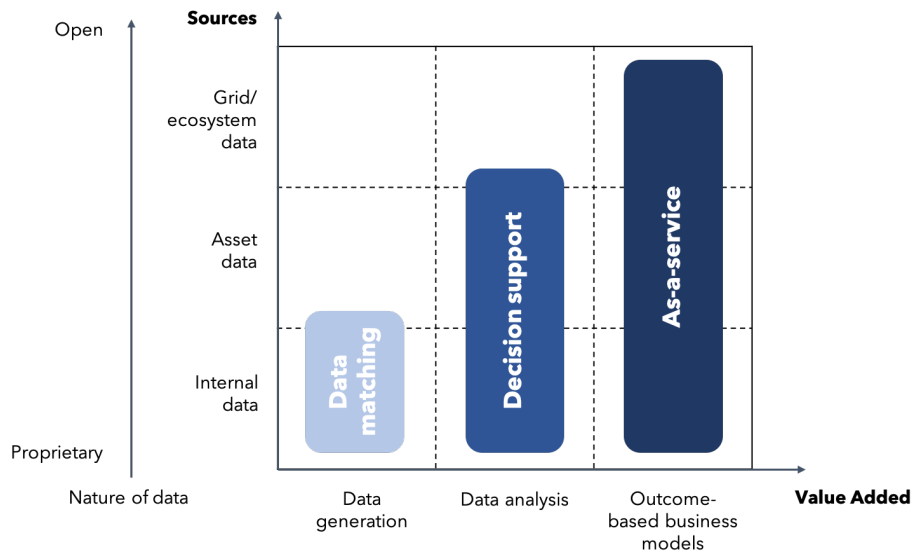 Sources
Open
Grid/
ecosystem
data
Asset
data
Internal
data
Proprietary
Nature of data
Data
matching
Decision support
As-a-service
Data
generation
Data analysis
Outcome-
based business
models
Value Added